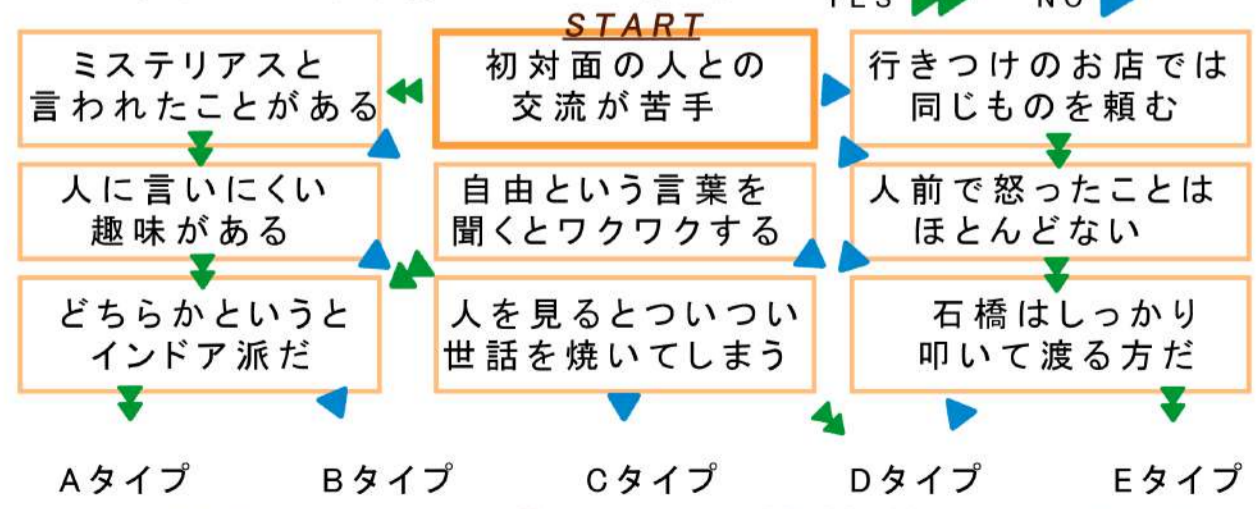 YES NO
START
ミステリアスと
言われたことがある
初対面の人との
交流が苦手
行きつけのお店では
同じものを頼む
人に言いにくい
趣味がある
自由という言葉を
聞くとワクワクする
人前で怒ったことは
ほとんどない
どちらかというと
インドア派だ
人を見るとついつい
世話を焼いてしまう
石橋はしっかり
叩いて渡る方だ
Aタイプ Bタイプ Cタイプ Dタイプ Eタイプ